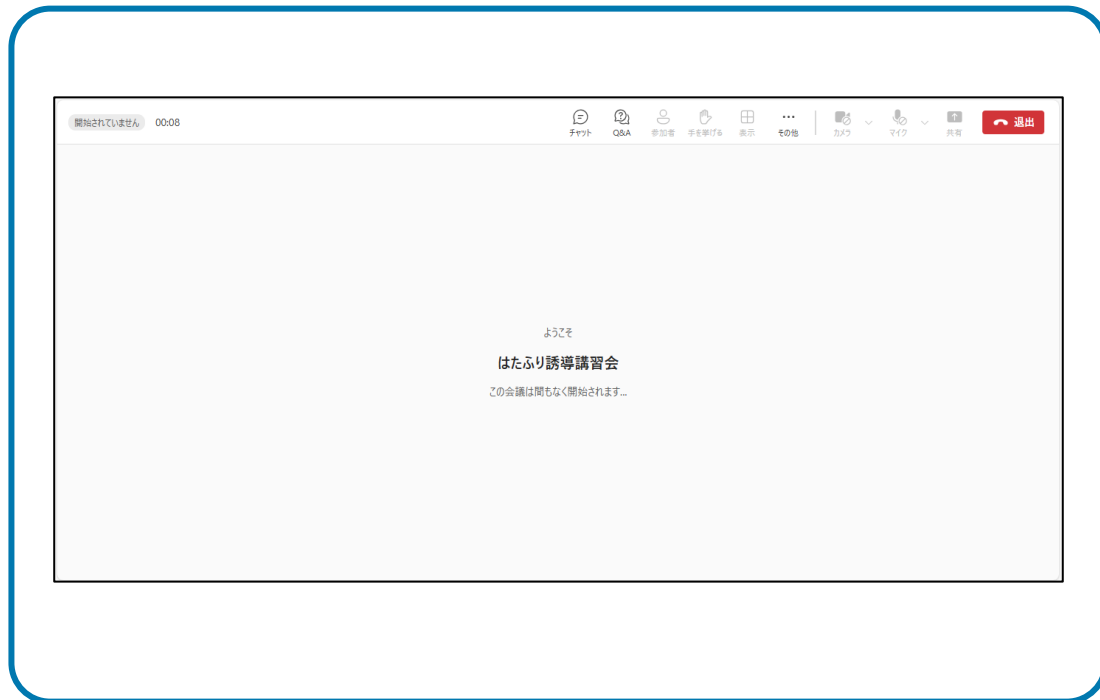 開始されていません 00:08
チャット Q&A 参加者 手を挙げる 表示 その他 カメラ マイク 共有 退出
ようこそ
はたふり誘導講習会
この会議は間もなく開始されます...